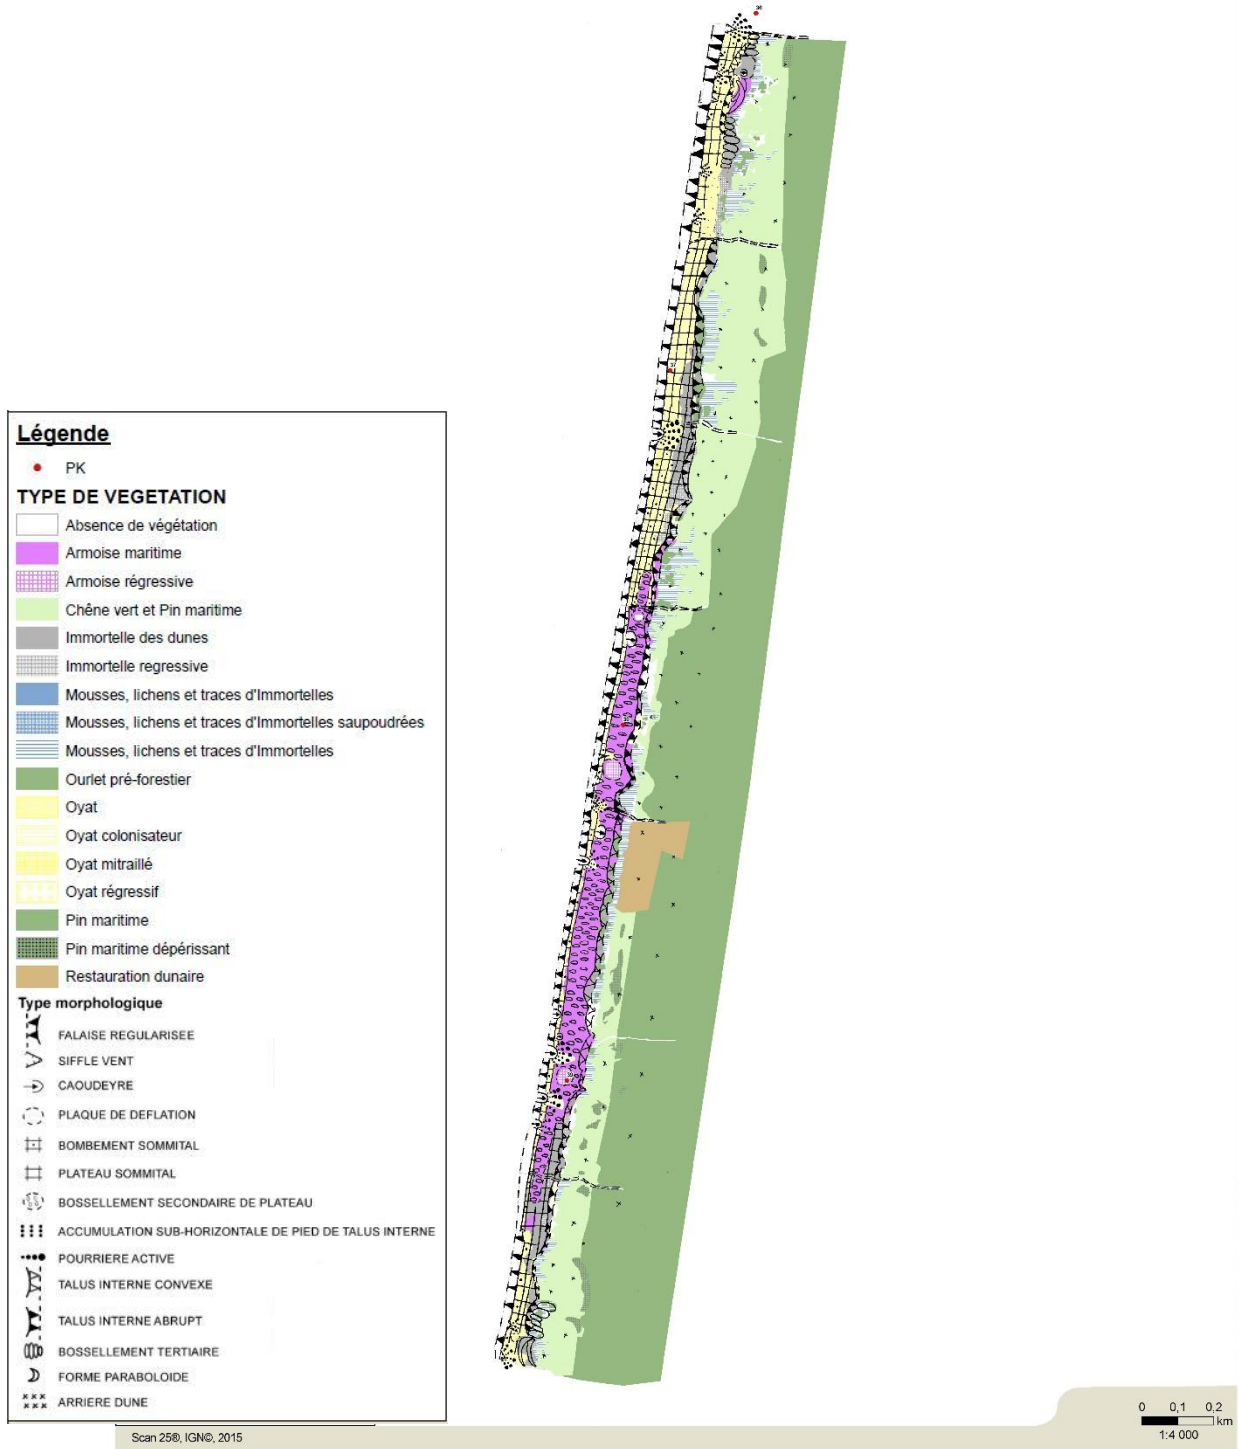 Légende
PK
TYPE DE VEGETATION
Absence de végétation
Armoise maritime
Armoise régressive
Chêne vert et Pin maritime
Immortelle des dunes
Immortelle regressive
Mousses, lichens et traces d'Immortelles
Mousses, lichens et traces d'Immortelles saupoudrées
Mousses, lichens et traces d'Immortelles
Ourlet pré-forestier
Oyat
Oyat colonisateur
Oyat mitraillé
Oyat régressif
Pin maritime
Pin maritime dépérissant
Restauration dunaire
Type morphologique
FALAISE REGULARISEE
SIFFLE VENT
CAOUDEYRE
PLAQUE DE DEFLATION
BOMBEMENT SOMMITAL
PLATEAU SOMMITAL
BOSSELLEMENT SECONDAIRE DE PLATEAU
ACCUMULATION SUB-HORIZONTALE DE PIED DE TALUS INTERNE
POURRIERE ACTIVE
TALUS INTERNE CONVEXE
TALUS INTERNE ABRUPT
BOSSELLEMENT TERTIAIRE
FORME PARABOLOIDE
ARRIERE DUNE
Scan 25®, IGN©, 2015
0 0,1 0,2
km
1:4 000